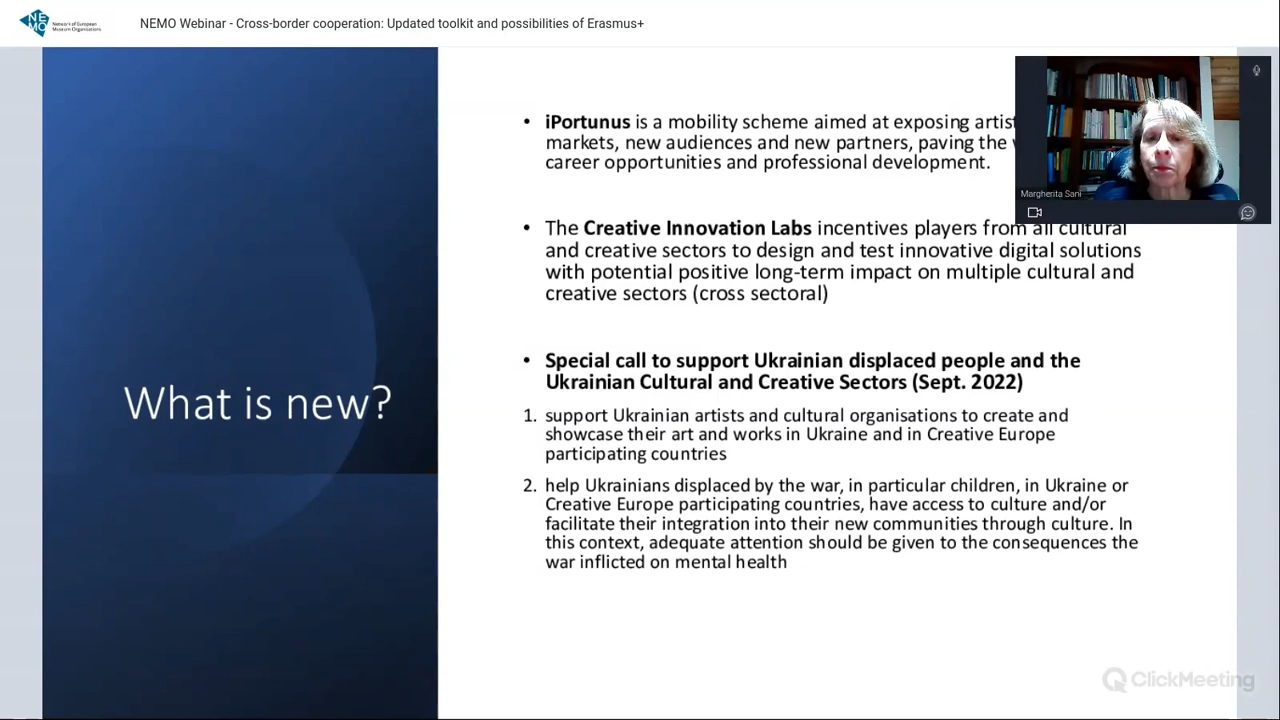 NEMO
Network of European
Museum Organisations
NEMO Webinar - Cross-border cooperation: Updated toolkit and possibilities of Erasmus+
What is new?
• iPortunus is a mobility scheme aimed at exposing artist
markets, new audiences and new partners, paving the
career opportunities and professional development.
• The Creative Innovation Labs incentives players from all cultural
and creative sectors to design and test innovative digital solutions
with potential positive long-term impact on multiple cultural and
creative sectors (cross sectoral)
• Special call to support Ukrainian displaced people and the
Ukrainian Cultural and Creative Sectors (Sept. 2022)
1. support Ukrainian artists and cultural organisations to create and
showcase their art and works in Ukraine and in Creative Europe
participating countries
2. help Ukrainians displaced by the war, in particular children, in Ukraine or
Creative Europe participating countries, have access to culture and/or
facilitate their integration into their new communities through culture. In
this context, adequate attention should be given to the consequences the
war inflicted on mental health
Margherita Sani
ClickMeeting